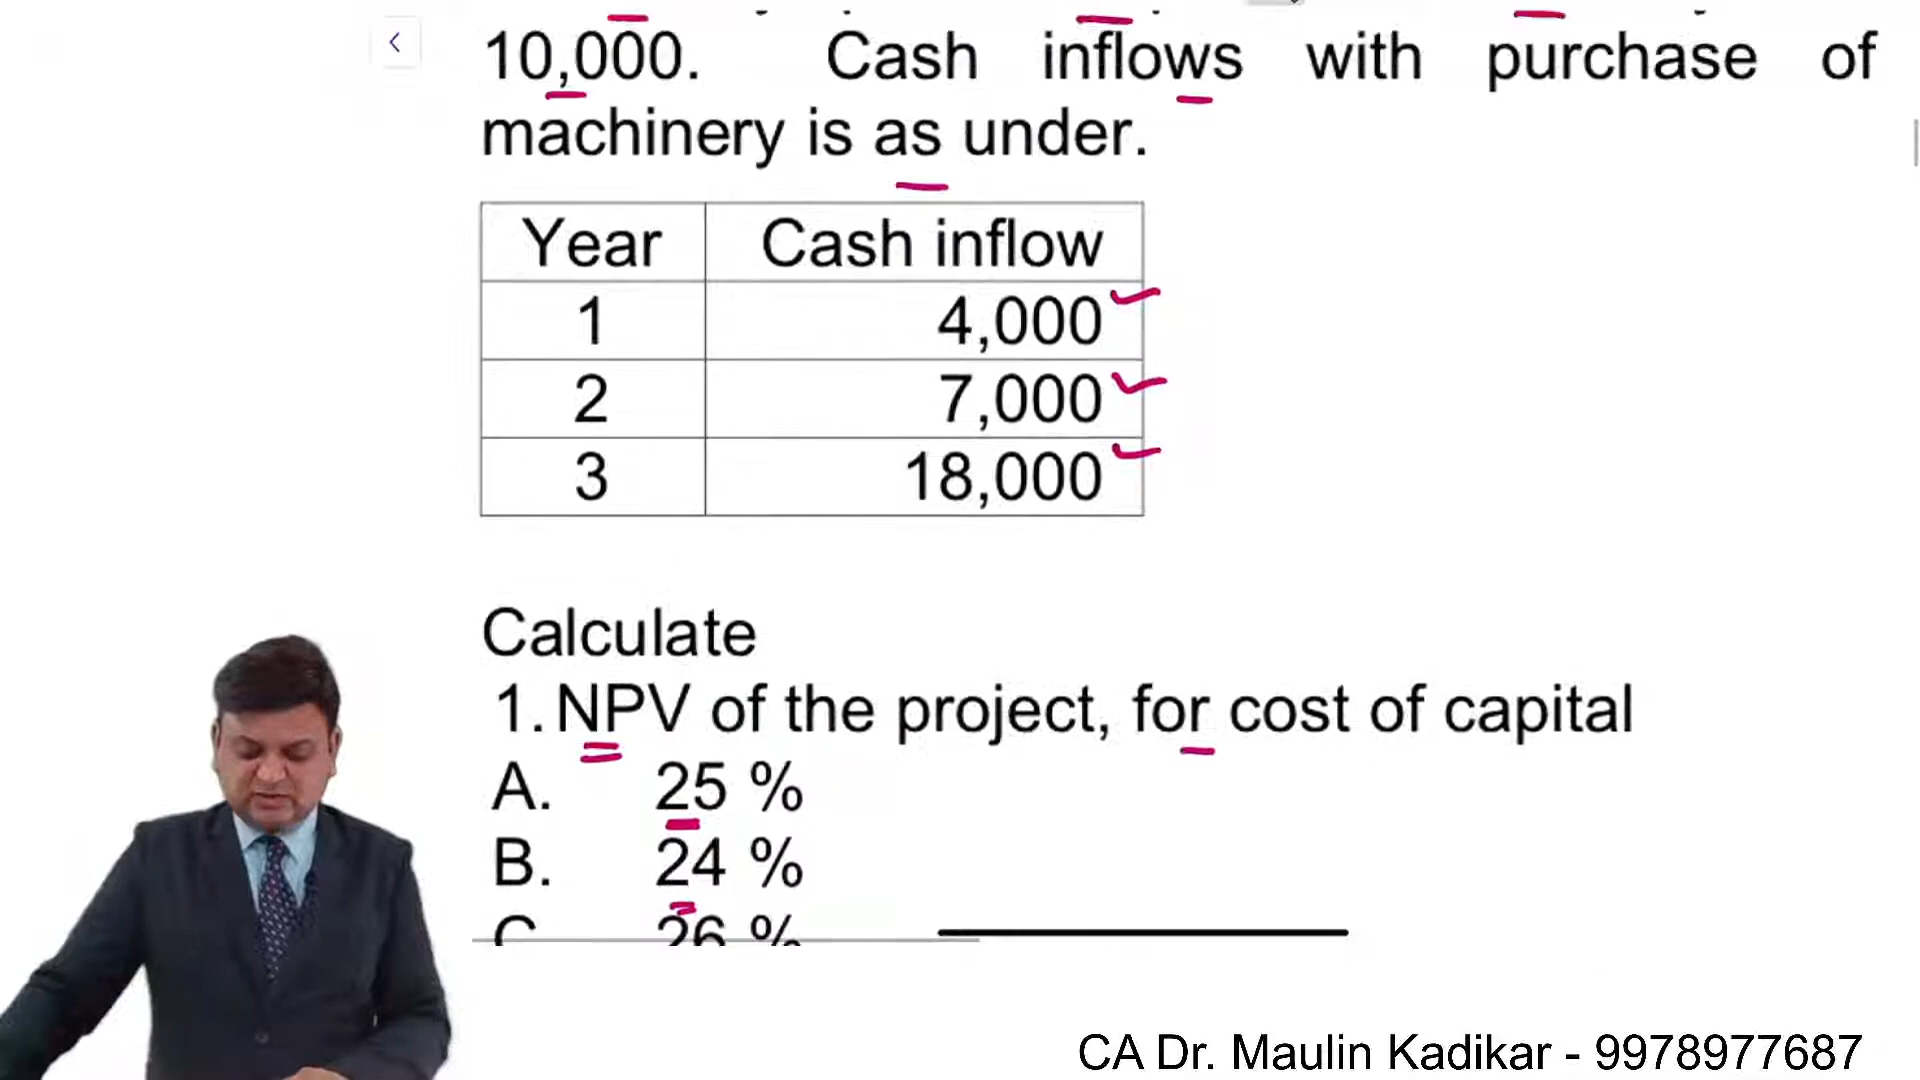 10,000. Cash inflows with purchase of
machinery is as under.
Year Cash inflow
1 4,000
2 7,000
3 18,000
Calculate
1. NPV of the project, for cost of capital
A. 25 %
B. 24 %
C 26 %
CA Dr. Maulin Kadikar - 9978977687